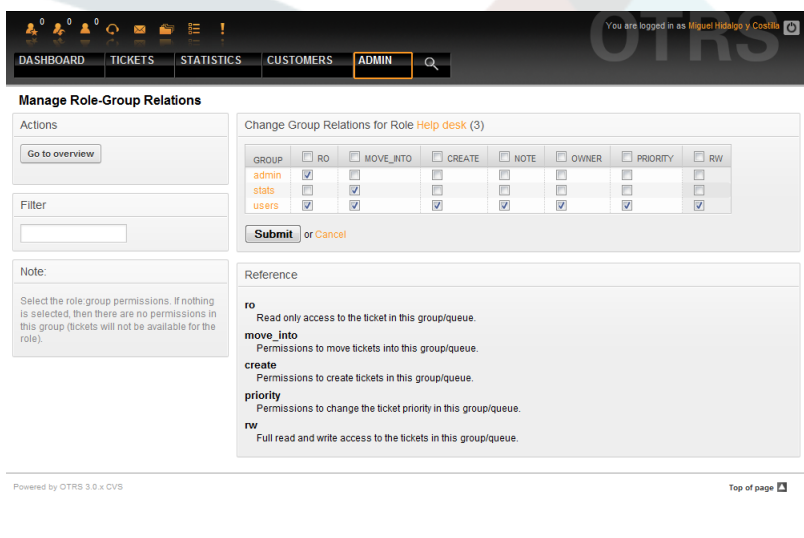 0 0 0
You are logged in as Miguel Hidalgo y Costilla
OTRS
DASHBOARD TICKETS STATISTICS CUSTOMERS ADMIN
Manage Role-Group Relations
Actions
Go to overview
Filter
Note:
Select the role:group permissions. If nothing
is selected, then there are no permissions in
this group (tickets will not be available for the
role).
Change Group Relations for Role Help desk (3)
GROUP RO MOVE_INTO CREATE NOTE OWNER PRIORITY RW
admin
stats
users
Submit or Cancel
Reference
ro
Read only access to the ticket in this group/queue.
move_into
Permissions to move tickets into this group/queue.
create
Permissions to create tickets in this group/queue.
priority
Permissions to change the ticket priority in this group/queue.
rw
Full read and write access to the tickets in this group/queue.
Powered by OTRS 3.0.x CVS
Top of page